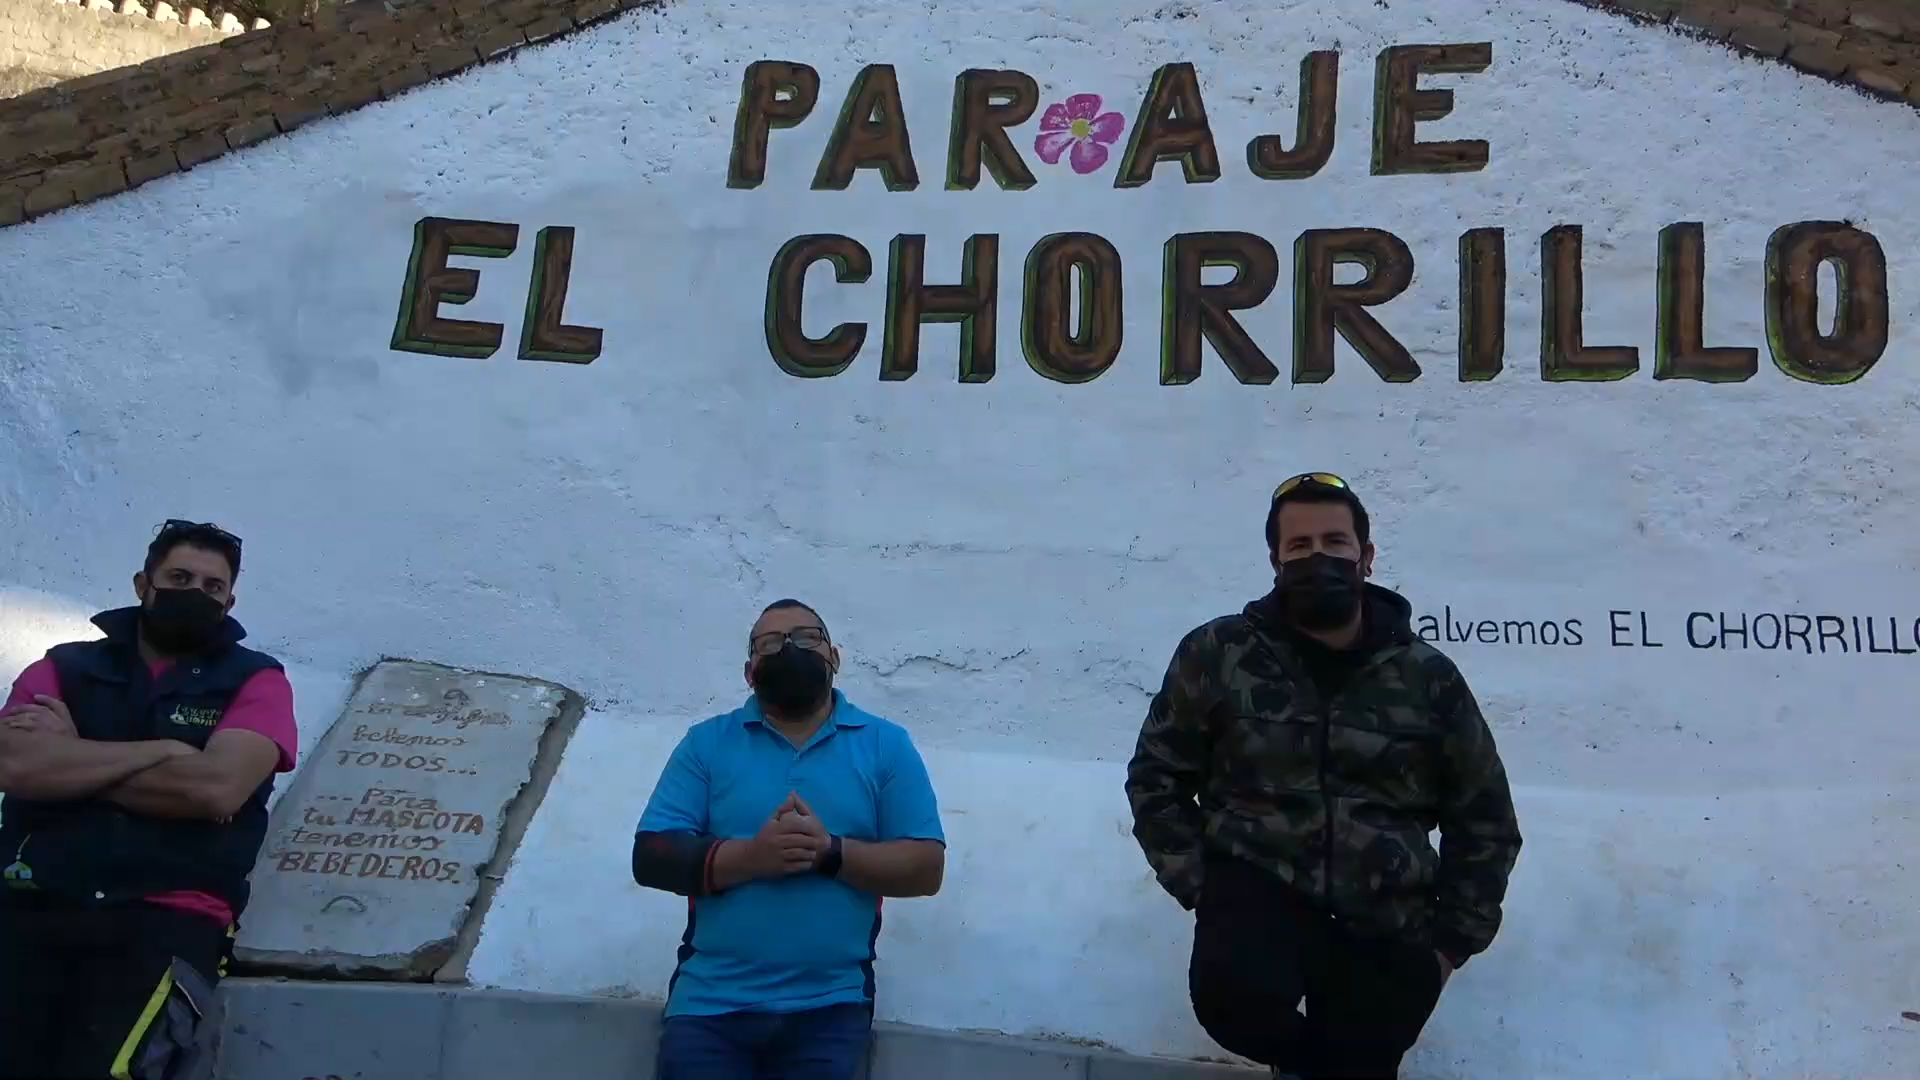 PARAJE
EL CHORRILLO
alvemos EL CHORRILLO
bebemos
TODOS...
...Para
tu MASCOTA
tenemos
BEBEDEROS.